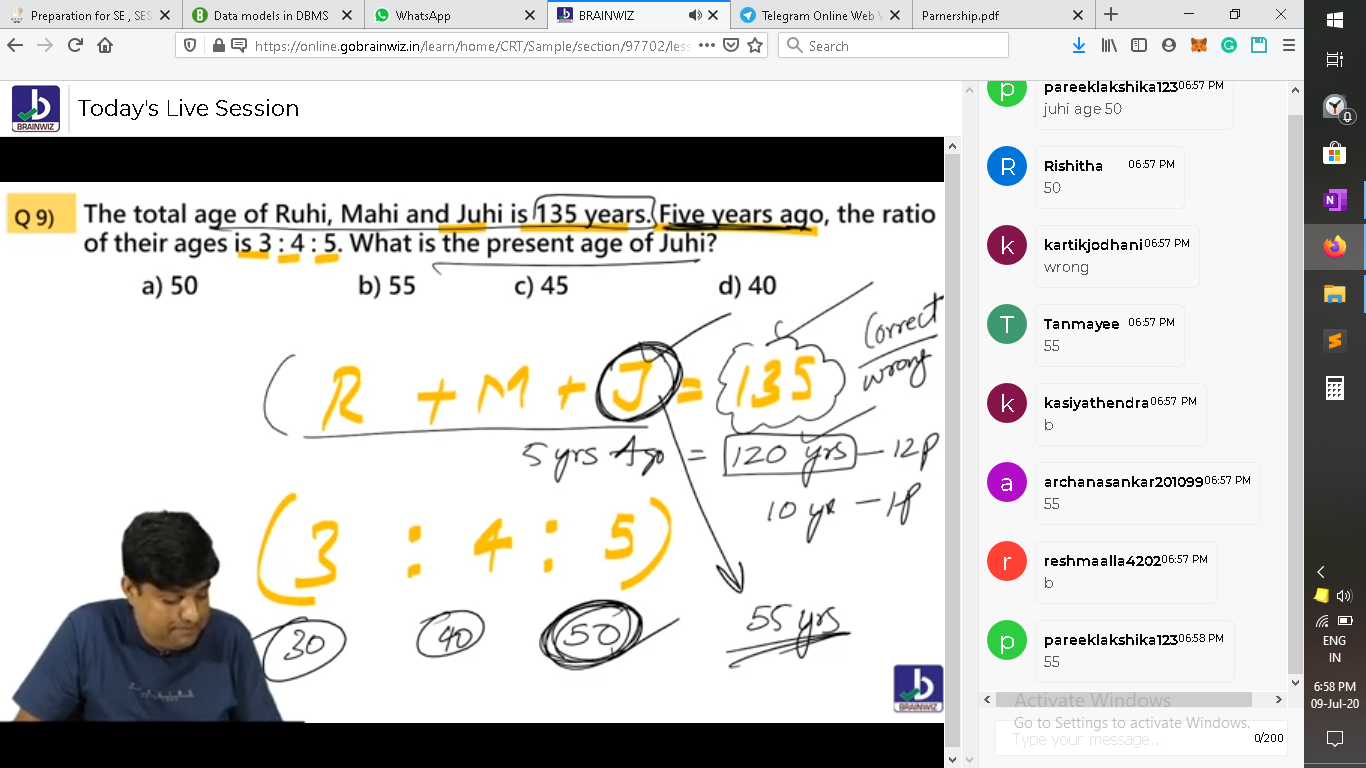 Preparation for SE , SES
Data models in DBMS
WhatsApp
BRAINWIZ
Telegram Online Web V
Parnership.pdf
https://online.gobrainwiz.in/learn/home/CRT/Sample/section/97702/less
Search
BRAINWIZ
Today's Live Session
Q 9) The total age of Ruhi, Mahi and Juhi is 135 years. Five years ago, the ratio
of their ages is 3 : 4 : 5. What is the present age of Juhi?
a) 50 b) 55 c) 45 d) 40
Correct
wrong
( R + M + J = 135
5 yrs Ago = 120 yrs — 12P
10 yr — 1P
(3 : 4 : 5)
30 40 50 55 yrs
BRAINWIZ
pareeklakshika123 06:57 PM
juhi age 50
R
Rishitha 06:57 PM
50
k
kartikjodhani 06:57 PM
wrong
T
Tanmayee 06:57 PM
55
k
kasiyathendra 06:57 PM
b
a
archanasankar201099 06:57 PM
55
r
reshmaalla4202 06:57 PM
b
p
pareeklakshika123 06:58 PM
55
Activate Windows
Go to Settings to activate Windows.
Type your message...
0/200
ENG
IN
6:58 PM
09-Jul-20